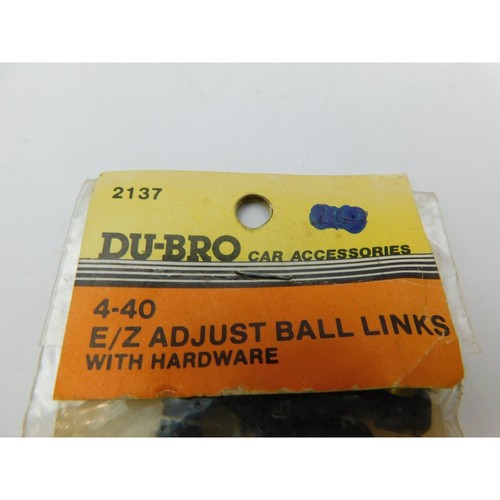 2137
DU-BRO CAR ACCESSORIES
4-40
E/Z ADJUST BALL LINKS
WITH HARDWARE